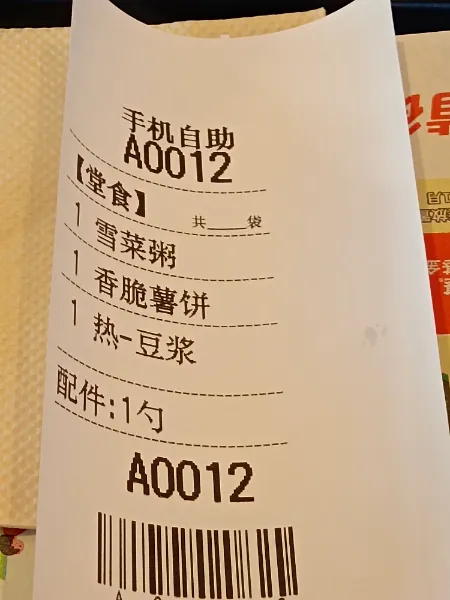 手机自助
A0012
【堂食】
共____袋
1 雪菜粥
1 香脆薯饼
1 热-豆浆
配件:1勺
A0012